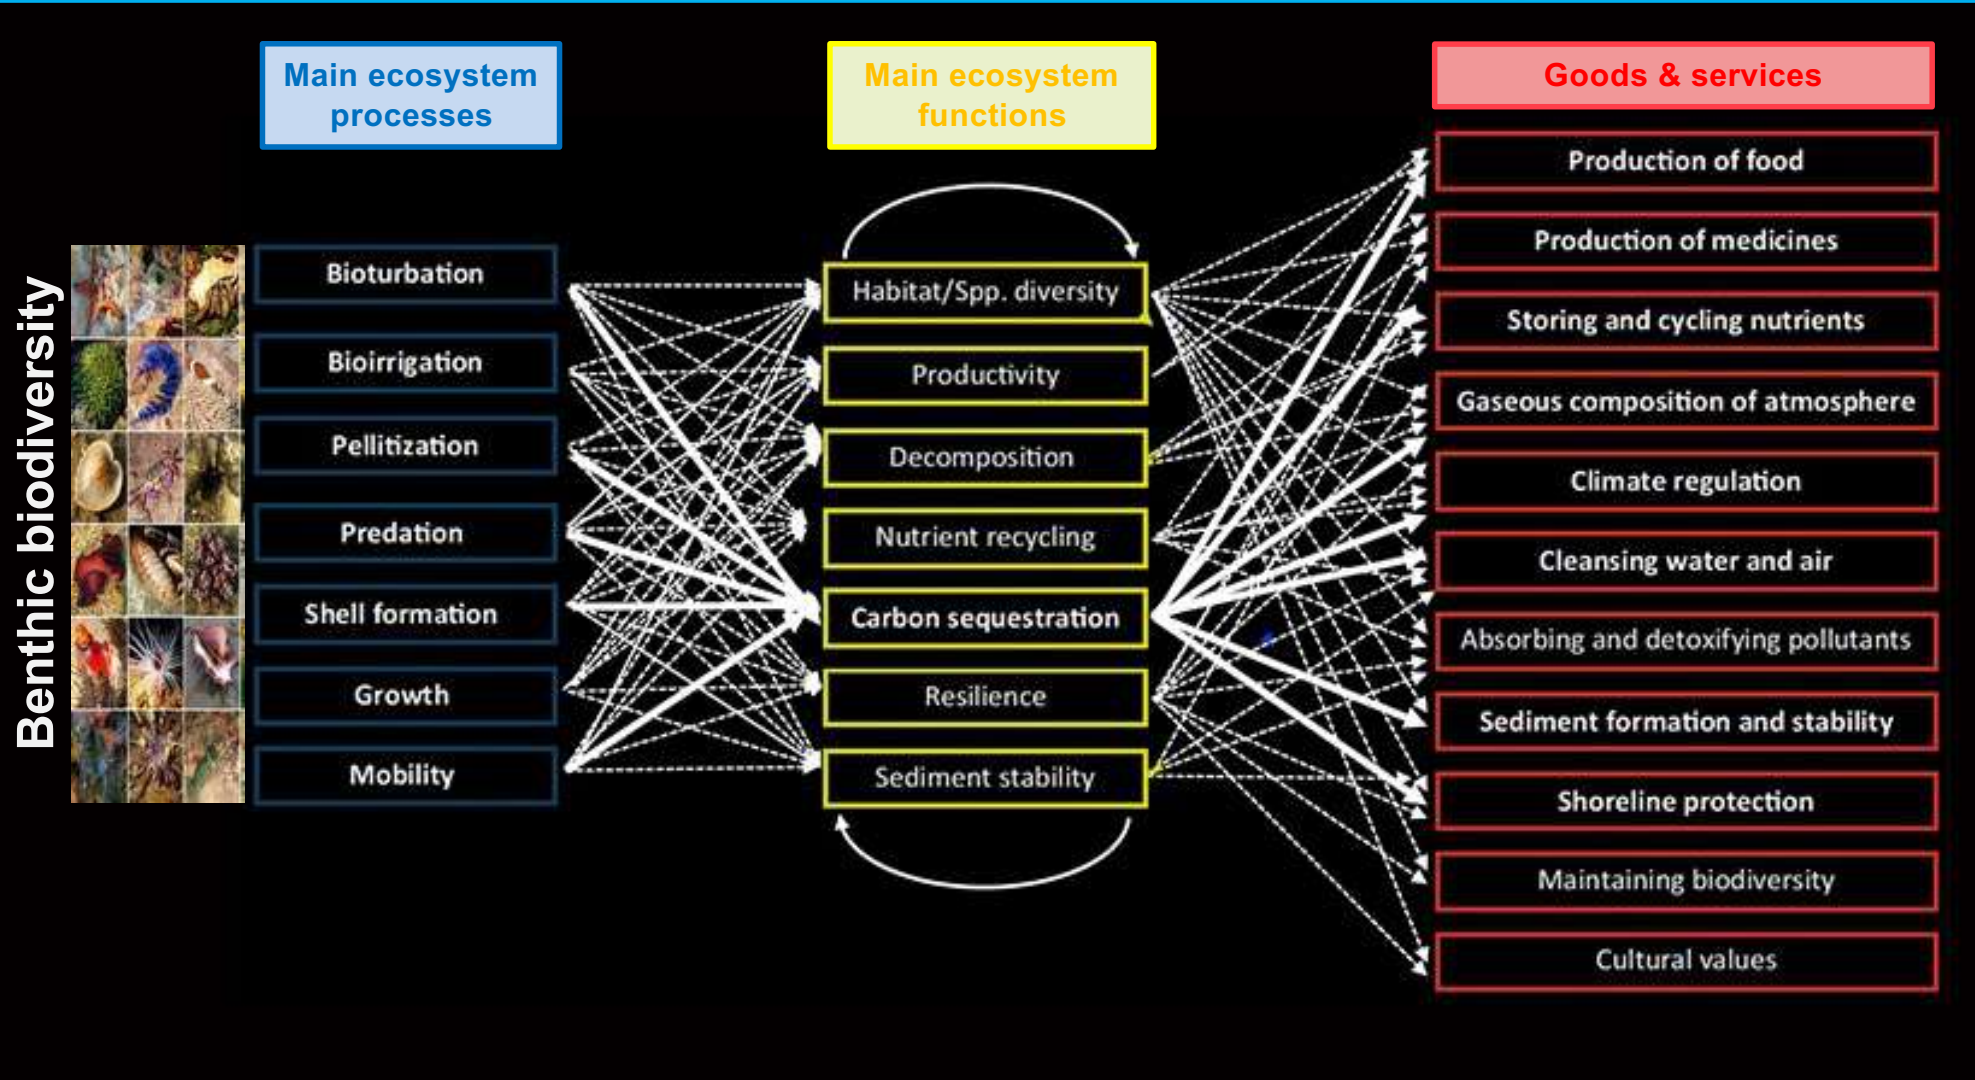 Main ecosystem
processes
Main ecosystem
functions
Goods & services
Benthic biodiversity
Bioturbation
Bioirrigation
Pellitization
Predation
Shell formation
Growth
Mobility
Habitat/Spp. diversity
Productivity
Decomposition
Nutrient recycling
Carbon sequestration
Resilience
Sediment stability
Production of food
Production of medicines
Storing and cycling nutrients
Gaseous composition of atmosphere
Climate regulation
Cleansing water and air
Absorbing and detoxifying pollutants
Sediment formation and stability
Shoreline protection
Maintaining biodiversity
Cultural values